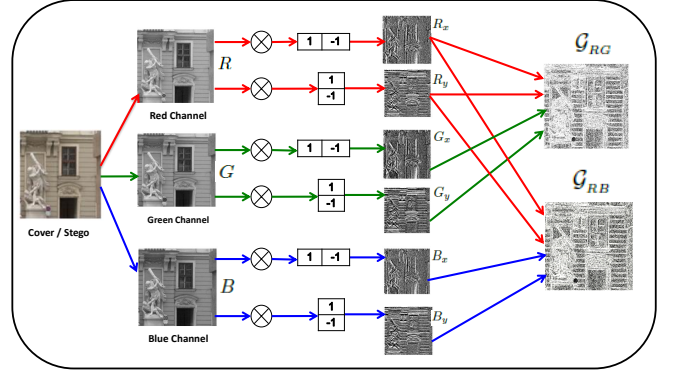 R
1 -1
R_x
Red Channel
1
-1
R_y
𝒢_RG
G
1 -1
G_x
Green Channel
1
-1
G_y
𝒢_RB
Cover / Stego
B
1 -1
B_x
Blue Channel
1
-1
B_y